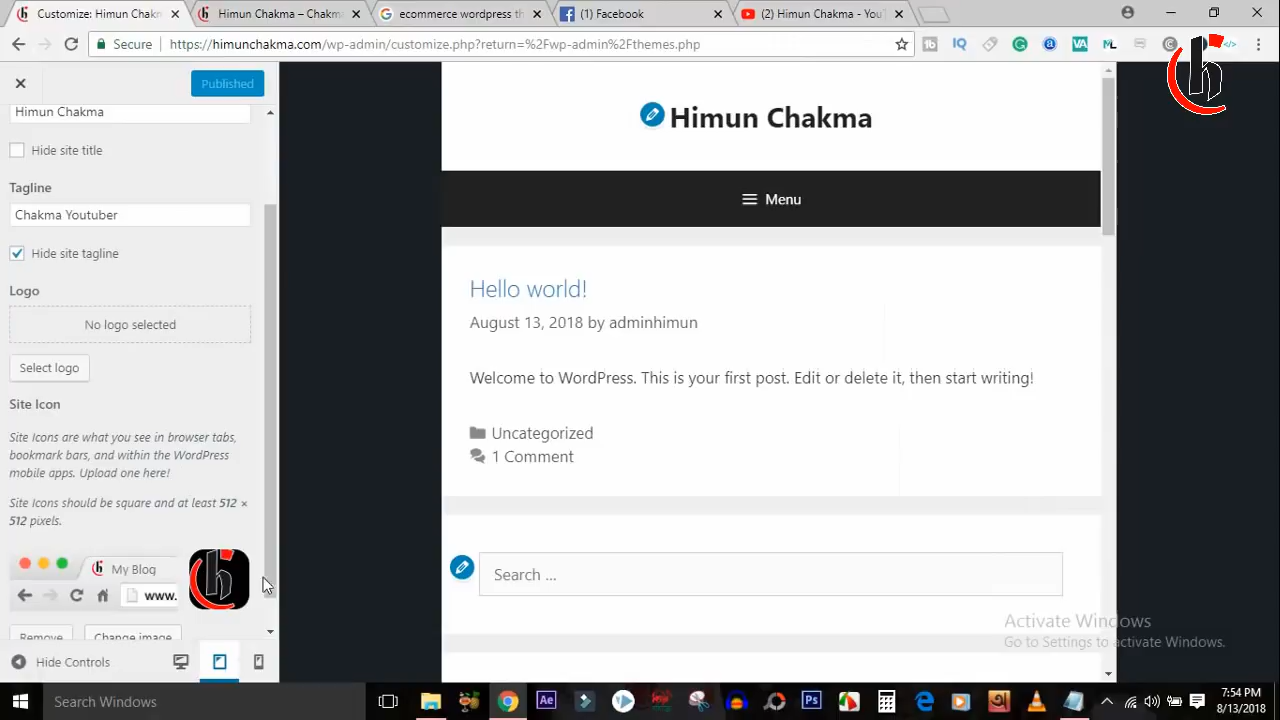 Customize: Himun Chakm
Himun Chakma – Chakm
ecommerce wordpress th
(1) Facebook
(2) Himun Chakma - You
Secure
https://himunchakma.com/wp-admin/customize.php?return=%2Fwp-admin%2Fthemes.php
Published
Himun Chakma
Hide site title
Tagline
Chakma Youtuber
Hide site tagline
Logo
No logo selected
Select logo
Site Icon
Site Icons are what you see in browser tabs,
bookmark bars, and within the WordPress
mobile apps. Upload one here!
Site Icons should be square and at least 512 ×
512 pixels.
My Blog
www.
Remove
Change image
Hide Controls
Himun Chakma
Menu
Hello world!
August 13, 2018 by adminhimun
Welcome to WordPress. This is your first post. Edit or delete it, then start writing!
Uncategorized
1 Comment
Search ...
Activate Windows
Go to Settings to activate Windows.
Search Windows
7:54 PM
8/13/2018